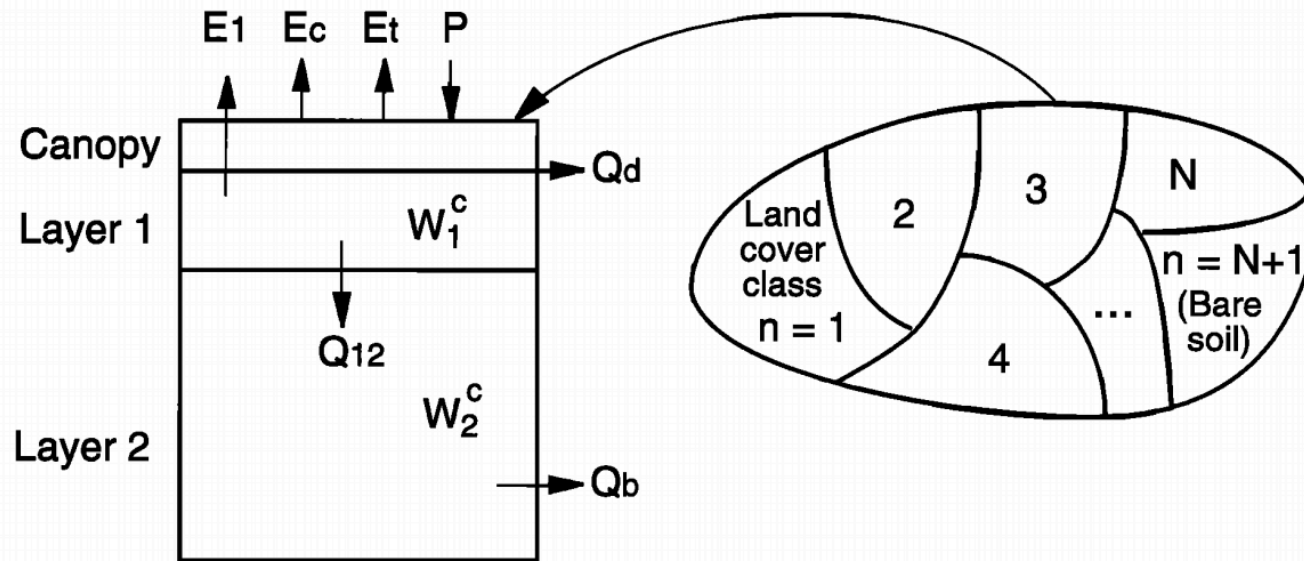 E1 Ec Et P
Canopy
Qd
Layer 1
W₁ᶜ
Q12
W₂ᶜ
Layer 2
Qb
Land
cover
class
n = 1
2
3
N
n = N+1
(Bare
soil)
...
4